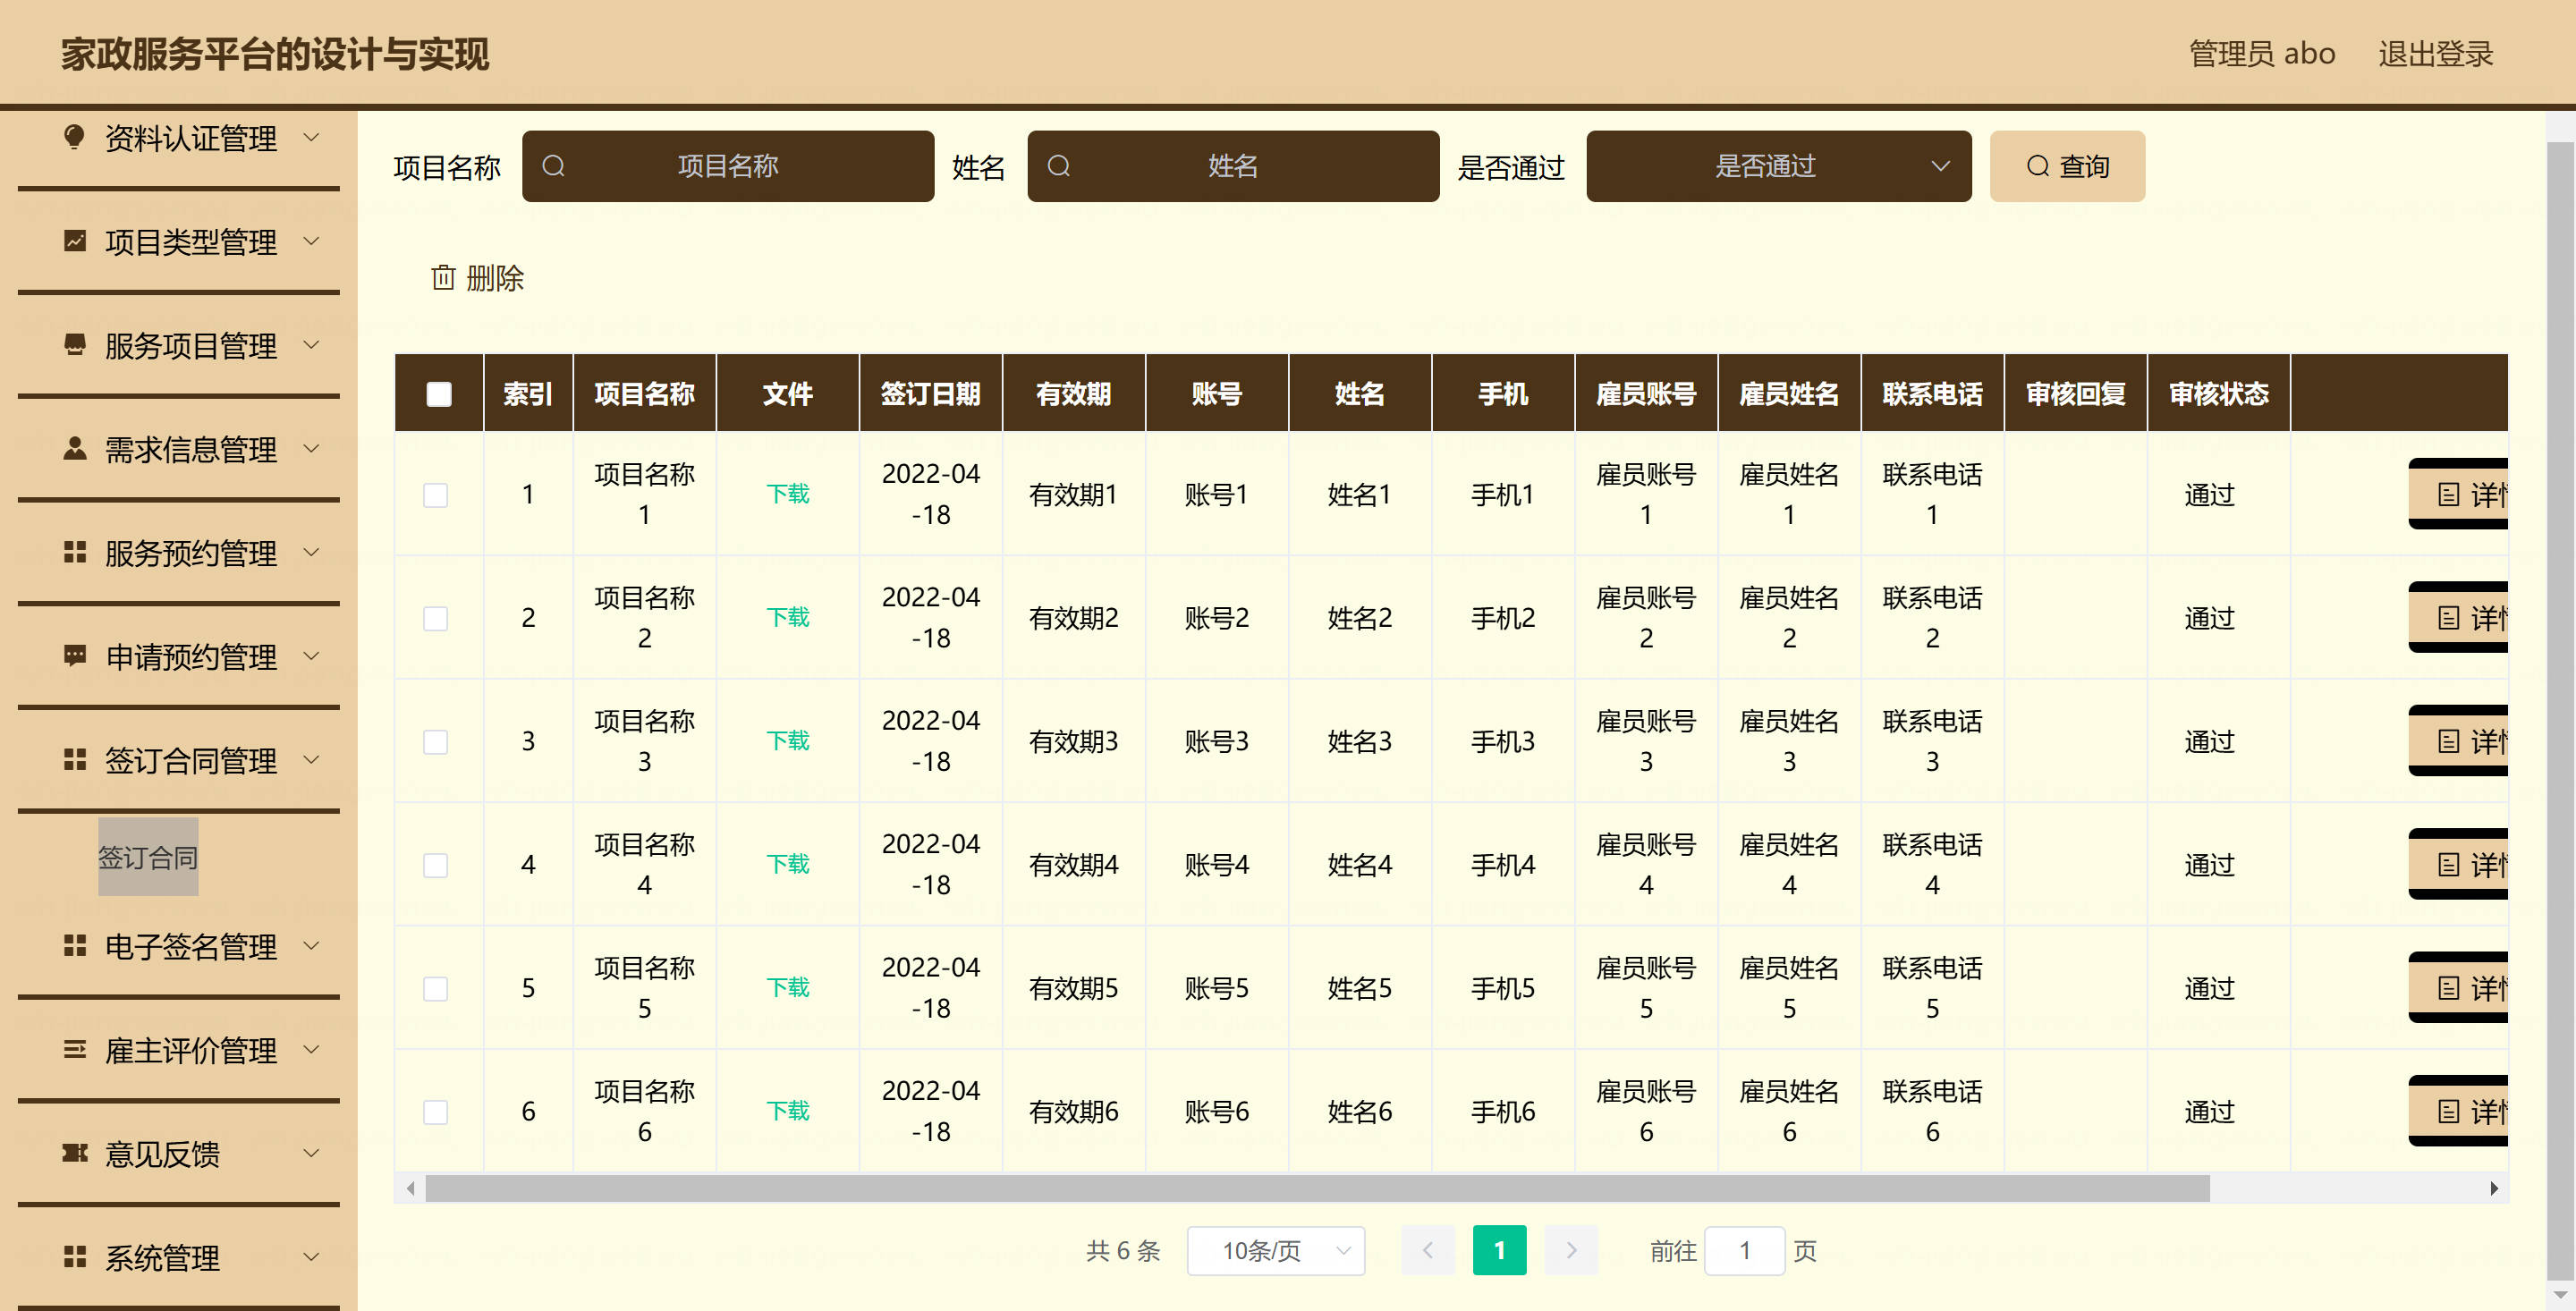 家政服务平台的设计与实现
管理员 abo 退出登录
资料认证管理
项目类型管理
服务项目管理
需求信息管理
服务预约管理
申请预约管理
签订合同管理
签订合同
电子签名管理
雇主评价管理
意见反馈
系统管理
项目名称 项目名称 姓名 姓名 是否通过 是否通过 查询
删除
索引 项目名称 文件 签订日期 有效期 账号 姓名 手机 雇员账号 雇员姓名 联系电话 审核回复 审核状态
1 项目名称1 下载 2022-04-18 有效期1 账号1 姓名1 手机1 雇员账号1 雇员姓名1 联系电话1 通过 详
2 项目名称2 下载 2022-04-18 有效期2 账号2 姓名2 手机2 雇员账号2 雇员姓名2 联系电话2 通过 详
3 项目名称3 下载 2022-04-18 有效期3 账号3 姓名3 手机3 雇员账号3 雇员姓名3 联系电话3 通过 详
4 项目名称4 下载 2022-04-18 有效期4 账号4 姓名4 手机4 雇员账号4 雇员姓名4 联系电话4 通过 详
5 项目名称5 下载 2022-04-18 有效期5 账号5 姓名5 手机5 雇员账号5 雇员姓名5 联系电话5 通过 详
6 项目名称6 下载 2022-04-18 有效期6 账号6 姓名6 手机6 雇员账号6 雇员姓名6 联系电话6 通过 详
共 6 条 10条/页 1 前往 1 页